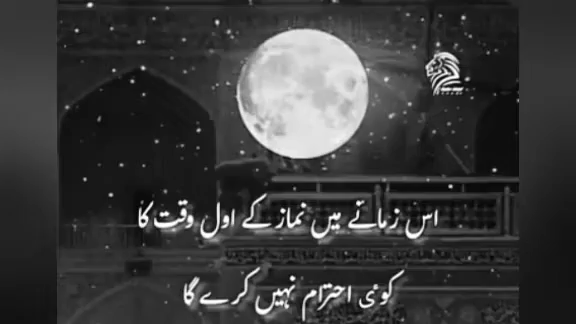 اس زمانے میں نماز کے اول وقت کا
کوئی احترام نہیں کرے گا